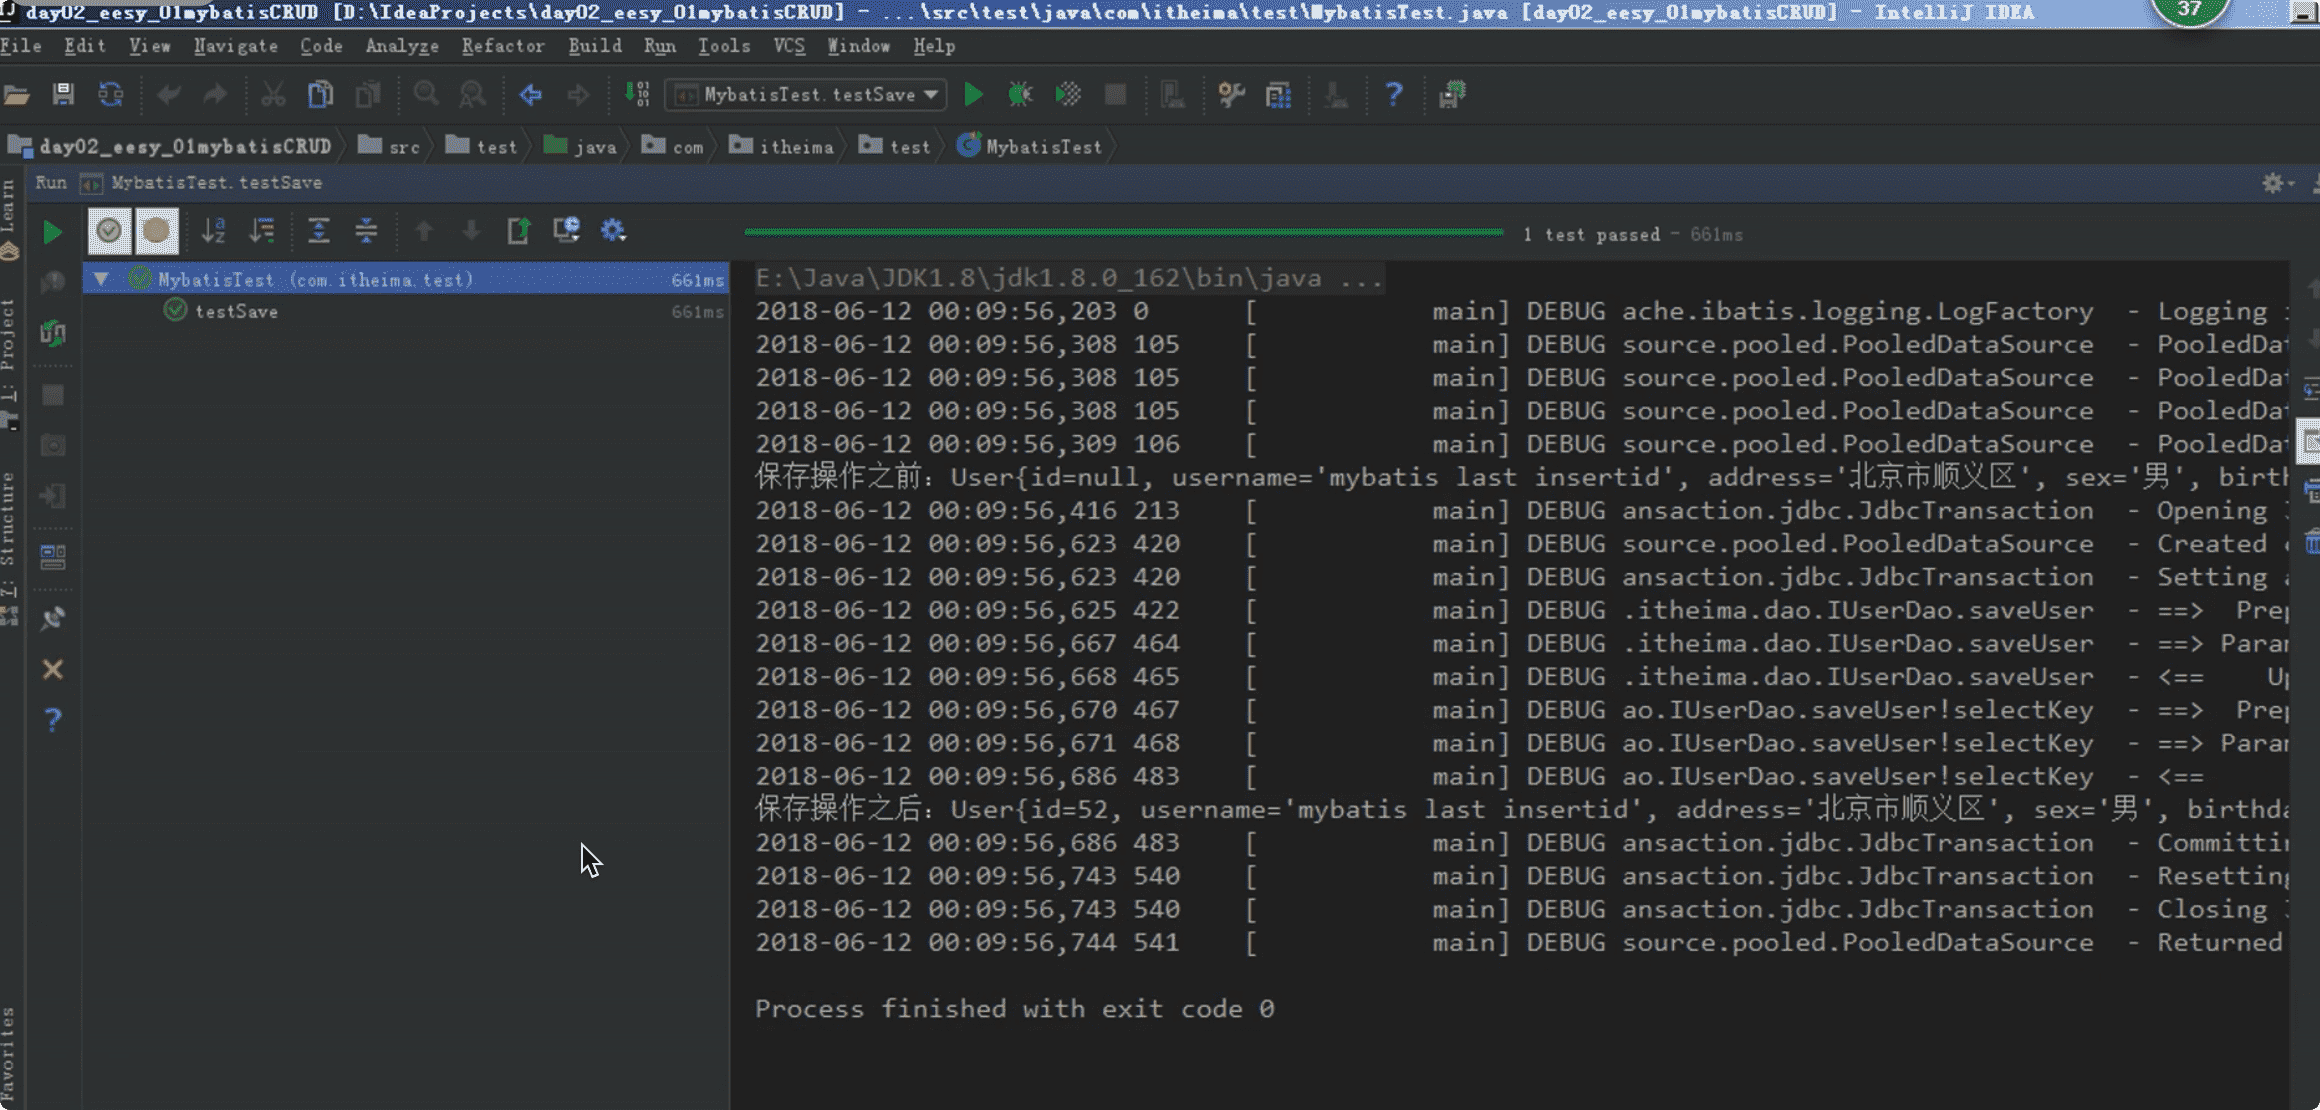 day02_eesy_01mybatisCRUD [D:\IdeaProjects\day02_eesy_01mybatisCRUD] - ...\src\test\java\com\itheima\test\MybatisTest.java [day02_eesy_01mybatisCRUD] - IntelliJ IDEA
37
File Edit View Navigate Code Analyze Refactor Build Run Tools VCS Window Help
MybatisTest.testSave
day02_eesy_01mybatisCRUD src test java com itheima test MybatisTest
Run MybatisTest.testSave
1 test passed - 661ms
MybatisTest (com.itheima.test) 661ms
testSave 661ms
Learn
1: Project
7: Structure
Favorites
E:\Java\JDK1.8\jdk1.8.0_162\bin\java ...
2018-06-12 00:09:56,203 0 [ main] DEBUG ache.ibatis.logging.LogFactory - Logging
2018-06-12 00:09:56,308 105 [ main] DEBUG source.pooled.PooledDataSource - PooledDa
2018-06-12 00:09:56,308 105 [ main] DEBUG source.pooled.PooledDataSource - PooledDa
2018-06-12 00:09:56,308 105 [ main] DEBUG source.pooled.PooledDataSource - PooledDa
2018-06-12 00:09:56,309 106 [ main] DEBUG source.pooled.PooledDataSource - PooledDa
保存操作之前：User{id=null, username='mybatis last insertid', address='北京市顺义区', sex='男', birt
2018-06-12 00:09:56,416 213 [ main] DEBUG ansaction.jdbc.JdbcTransaction - Opening
2018-06-12 00:09:56,623 420 [ main] DEBUG source.pooled.PooledDataSource - Created
2018-06-12 00:09:56,623 420 [ main] DEBUG ansaction.jdbc.JdbcTransaction - Setting
2018-06-12 00:09:56,625 422 [ main] DEBUG .itheima.dao.IUserDao.saveUser - ==> Prep
2018-06-12 00:09:56,667 464 [ main] DEBUG .itheima.dao.IUserDao.saveUser - ==> Para
2018-06-12 00:09:56,668 465 [ main] DEBUG .itheima.dao.IUserDao.saveUser - <== Up
2018-06-12 00:09:56,670 467 [ main] DEBUG ao.IUserDao.saveUser!selectKey - ==> Prep
2018-06-12 00:09:56,671 468 [ main] DEBUG ao.IUserDao.saveUser!selectKey - ==> Para
2018-06-12 00:09:56,686 483 [ main] DEBUG ao.IUserDao.saveUser!selectKey - <==
保存操作之后：User{id=52, username='mybatis last insertid', address='北京市顺义区', sex='男', birthd
2018-06-12 00:09:56,686 483 [ main] DEBUG ansaction.jdbc.JdbcTransaction - Committi
2018-06-12 00:09:56,743 540 [ main] DEBUG ansaction.jdbc.JdbcTransaction - Resetting
2018-06-12 00:09:56,743 540 [ main] DEBUG ansaction.jdbc.JdbcTransaction - Closing
2018-06-12 00:09:56,744 541 [ main] DEBUG source.pooled.PooledDataSource - Returned
Process finished with exit code 0